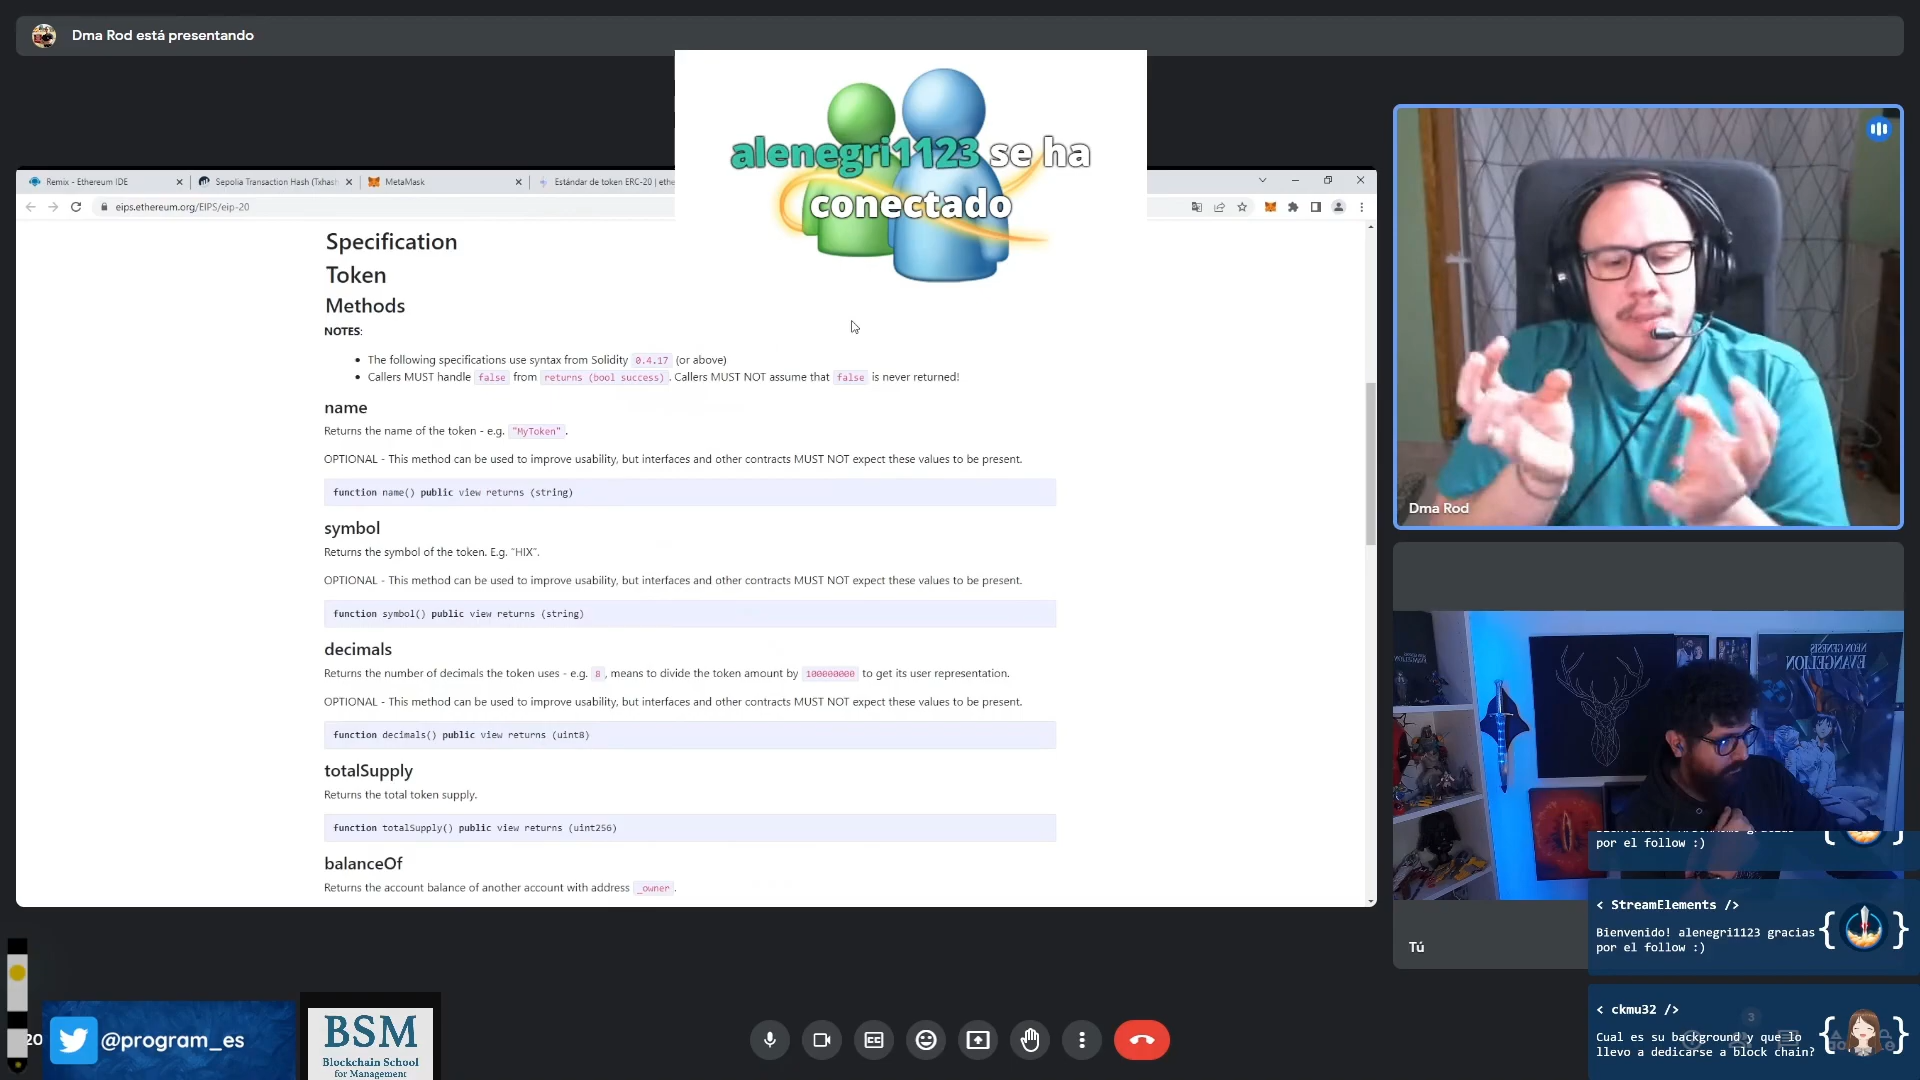 Dma Rod está presentando
alenegri1123 se ha
conectado
Remix - Ethereum IDE
Sepolia Transaction Hash (Txhas
MetaMask
Estándar de token ERC-20 | ethe
eips.ethereum.org/EIPS/eip-20
Specification
Token
Methods
NOTES:
The following specifications use syntax from Solidity 0.4.17 (or above)
Callers MUST handle false from returns (bool success). Callers MUST NOT assume that false is never returned!
name
Returns the name of the token - e.g. "MyToken".
OPTIONAL - This method can be used to improve usability, but interfaces and other contracts MUST NOT expect these values to be present.
function name() public view returns (string)
symbol
Returns the symbol of the token. E.g. “HIX”.
OPTIONAL - This method can be used to improve usability, but interfaces and other contracts MUST NOT expect these values to be present.
function symbol() public view returns (string)
decimals
Returns the number of decimals the token uses - e.g. 8, means to divide the token amount by 100000000 to get its user representation.
OPTIONAL - This method can be used to improve usability, but interfaces and other contracts MUST NOT expect these values to be present.
function decimals() public view returns (uint8)
totalSupply
Returns the total token supply.
function totalSupply() public view returns (uint256)
balanceOf
Returns the account balance of another account with address _owner.
Dma Rod
NEON GENESIS
EVANGELION
por el follow :)
< StreamElements />
Bienvenido! alenegri1123 gracias
por el follow :)
Tú
< ckmu32 />
Cual es su background y que lo
llevo a dedicarse a block chain?
3
20
@program_es
BSM
Blockchain School
for Management